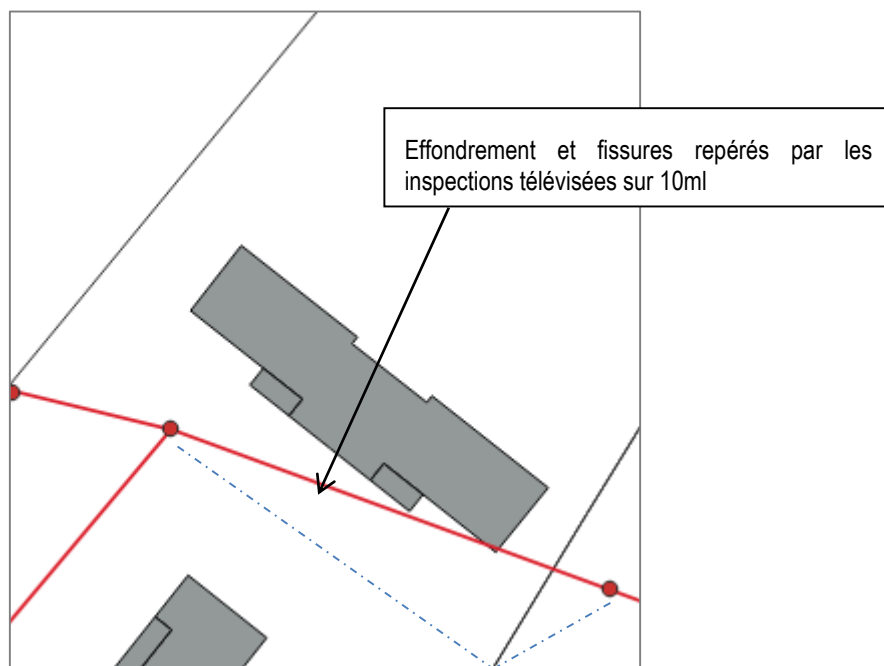 Effondrement et fissures repérés par les
inspections télévisées sur 10ml